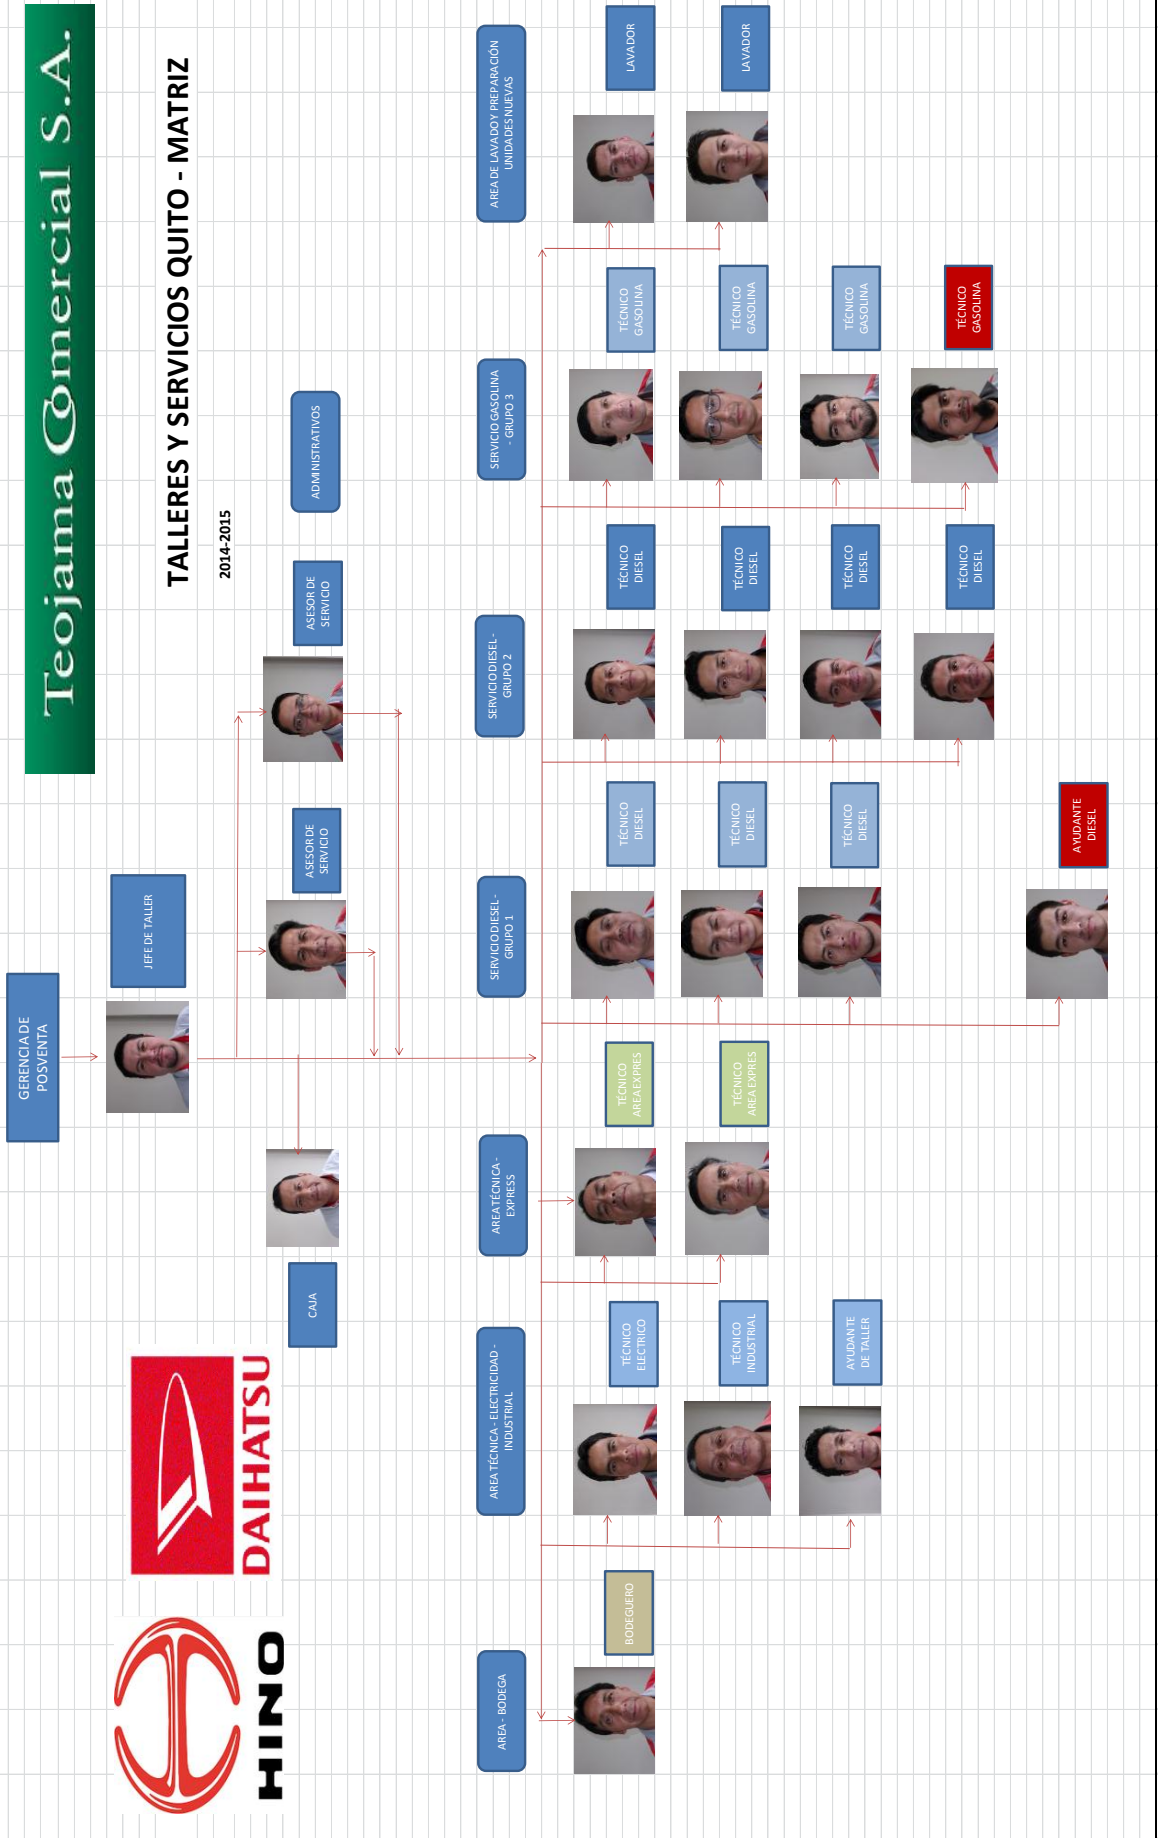 Teojama Comercial S.A.
TALLERES Y SERVICIOS QUITO - MATRIZ
2014-2015
HINO
DAIHATSU
GERENCIA DE
POSVENTA
JEFE DE TALLER
CAJA
ASESOR DE
SERVICIO
ASESOR DE
SERVICIO
ADMINISTRATIVOS
AREA - BODEGA
AREA TÉCNICA - ELECTRICIDAD -
INDUSTRIAL
AREA TÉCNICA -
EXPRESS
SERVICIO DIESEL -
GRUPO 1
SERVICIO DIESEL -
GRUPO 2
SERVICIO GASOLINA
- GRUPO 3
AREA DE LAVADO Y PREPARACIÓN
UNIDADES NUEVAS
BODEGUERO
TÉCNICO
ELECTRICO
TÉCNICO
AREA EXPRES
TÉCNICO
DIESEL
TÉCNICO
DIESEL
TÉCNICO
GASOLINA
LAVADOR
TÉCNICO
INDUSTRIAL
TÉCNICO
AREA EXPRES
TÉCNICO
DIESEL
TÉCNICO
DIESEL
TÉCNICO
GASOLINA
LAVADOR
AYUDANTE
DE TALLER
TÉCNICO
DIESEL
TÉCNICO
DIESEL
TÉCNICO
GASOLINA
TÉCNICO
DIESEL
TÉCNICO
GASOLINA
AYUDANTE
DIESEL